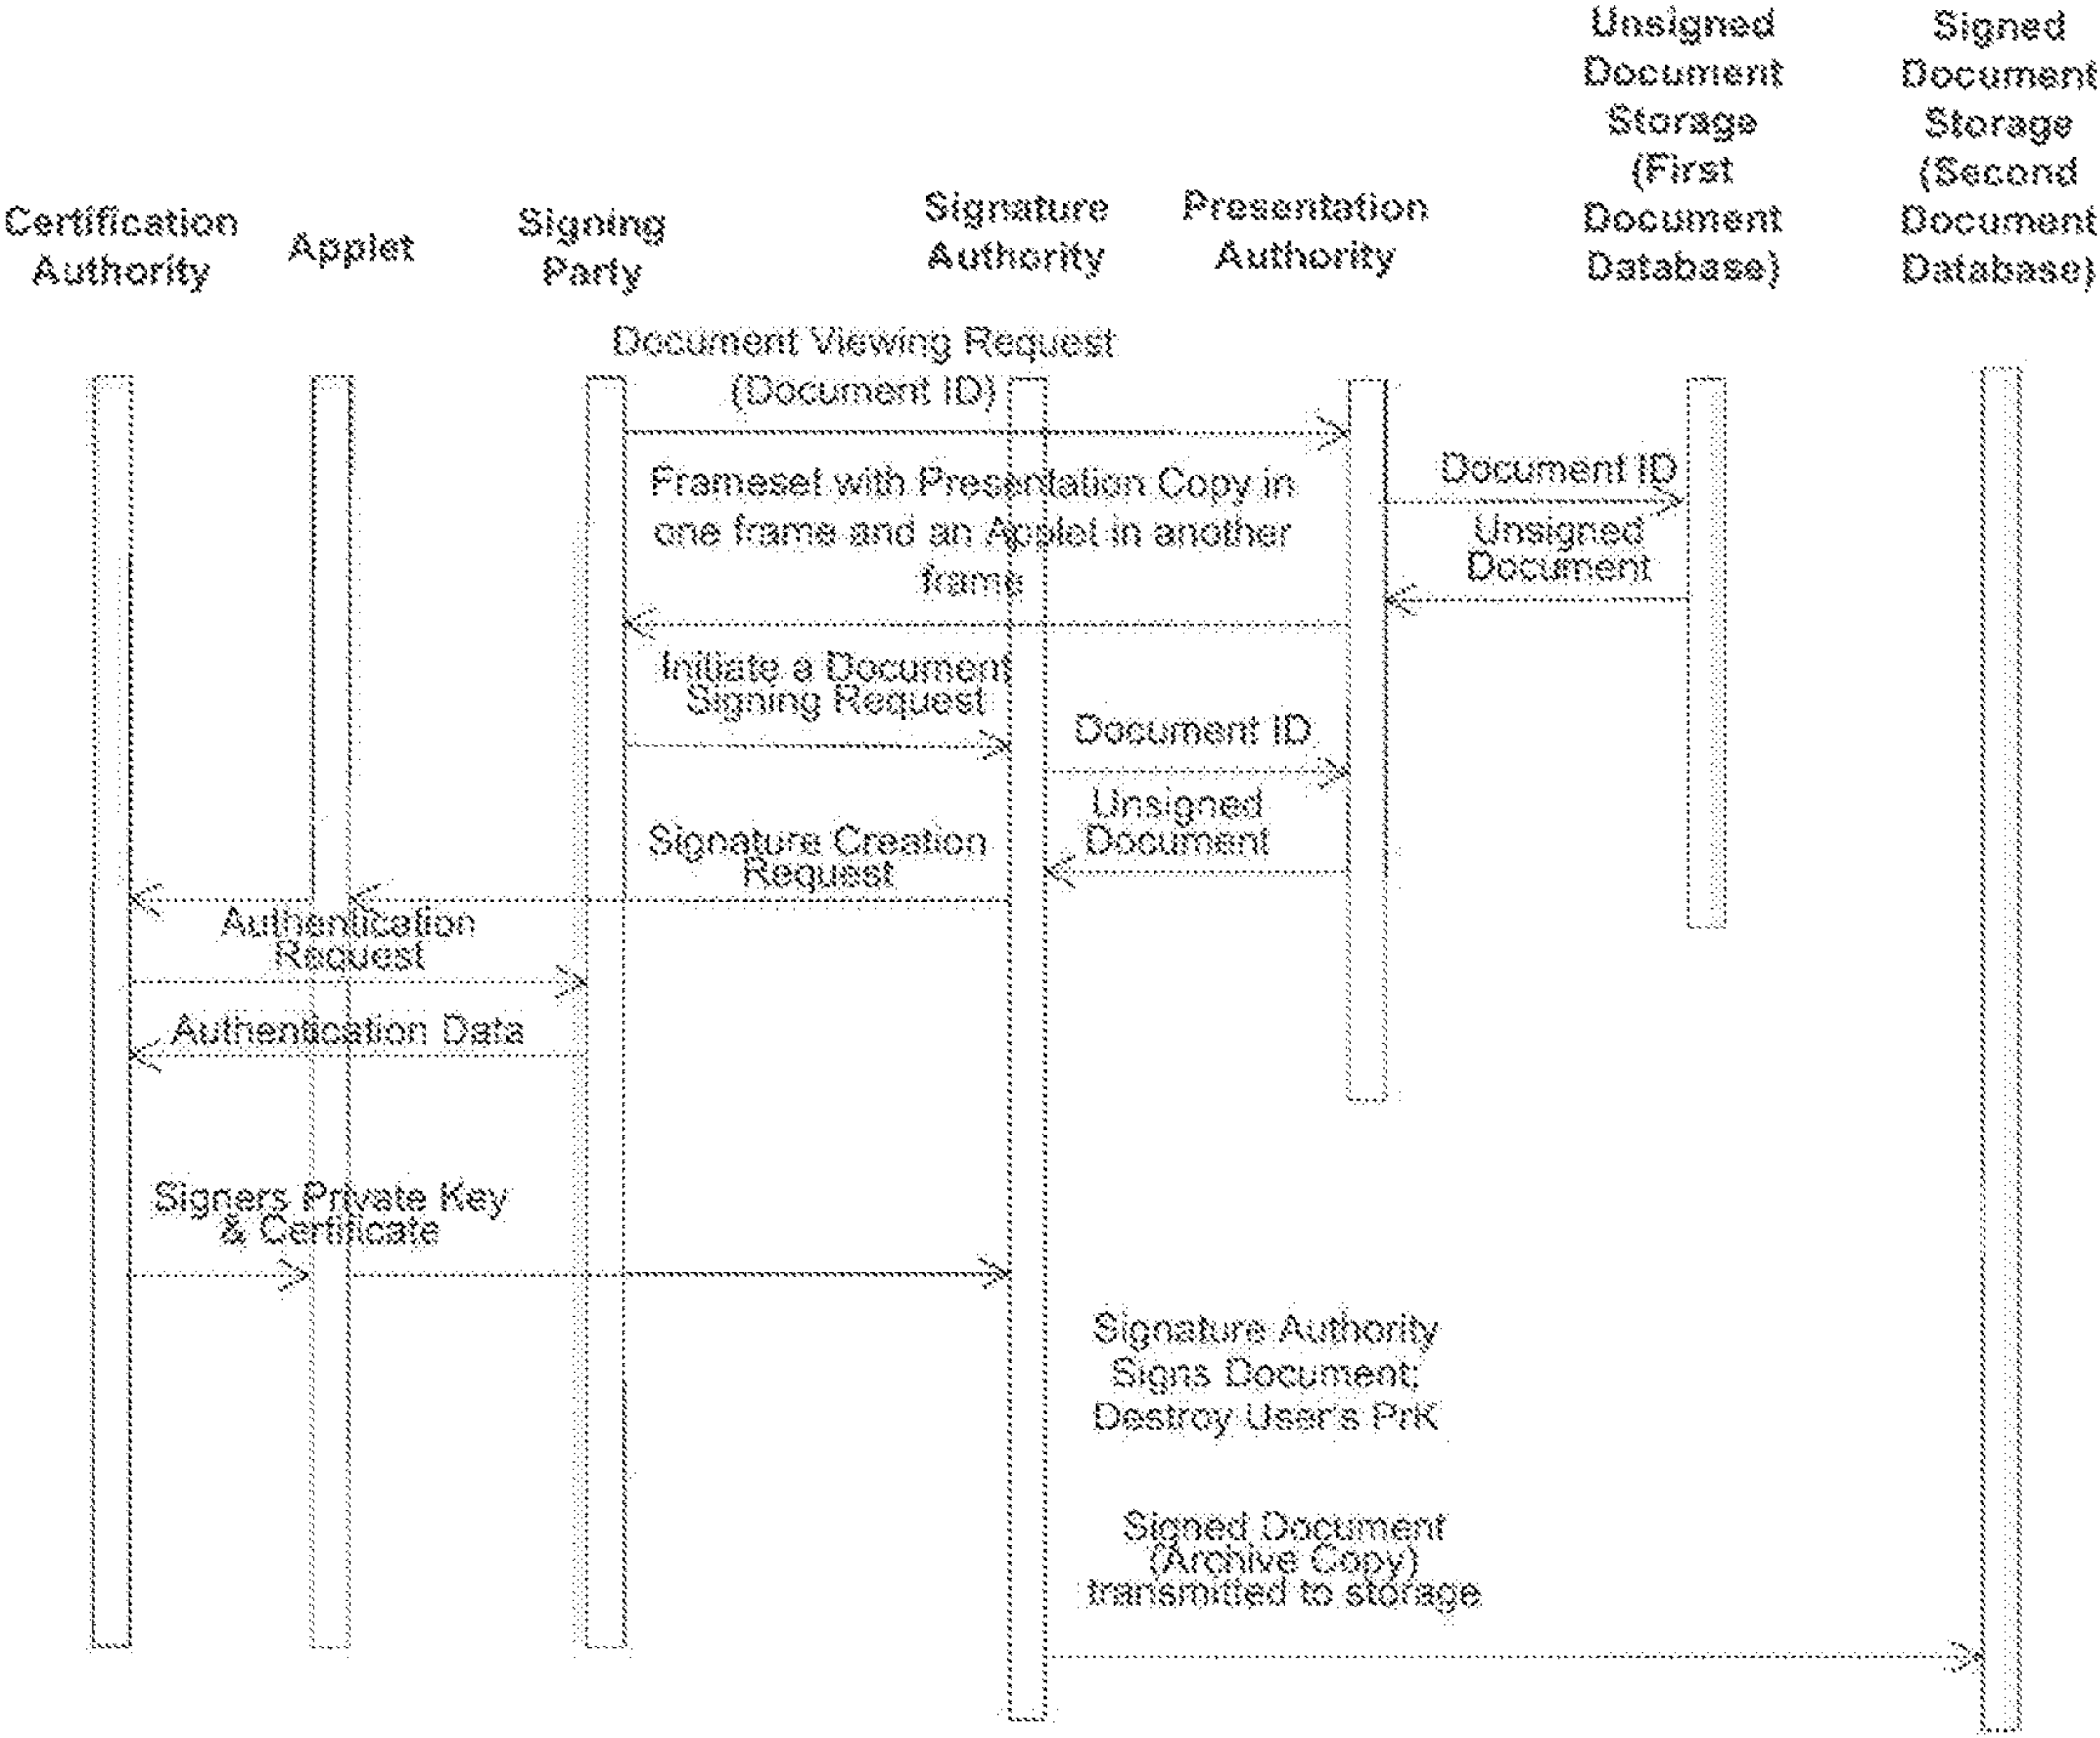 Certification
Authority
Applet
Signing
Party
Signature
Authority
Presentation
Authority
Unsigned
Document
Storage
(First
Document
Database)
Signed
Document
Storage
(Second
Document
Database)
Document Viewing Request
(Document ID)
Document ID
Frameset with Presentation Copy in
one frame and an Applet in another
frame
Unsigned
Document
Initiate a Document
Signing Request
Document ID
Unsigned
Document
Signature Creation
Request
Authentication
Request
Authentication Data
Signers Private Key
& Certificate
Signature Authority
Signs Document;
Destroy User's PrK
Signed Document
(Archive Copy)
transmitted to storage